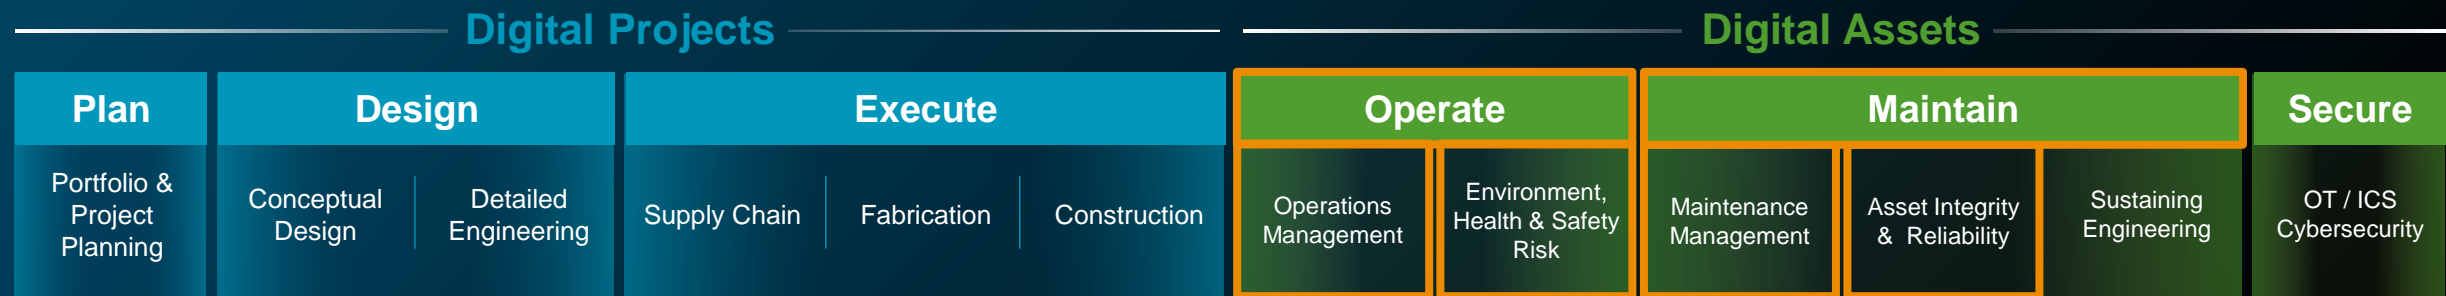 Digital Projects
Digital Assets
Plan
Design
Execute
Operate
Maintain
Secure
Portfolio &
Project
Planning
Conceptual
Design
Detailed
Engineering
Supply Chain
Fabrication
Construction
Operations
Management
Environment,
Health & Safety
Risk
Maintenance
Management
Asset Integrity
& Reliability
Sustaining
Engineering
OT / ICS
Cybersecurity